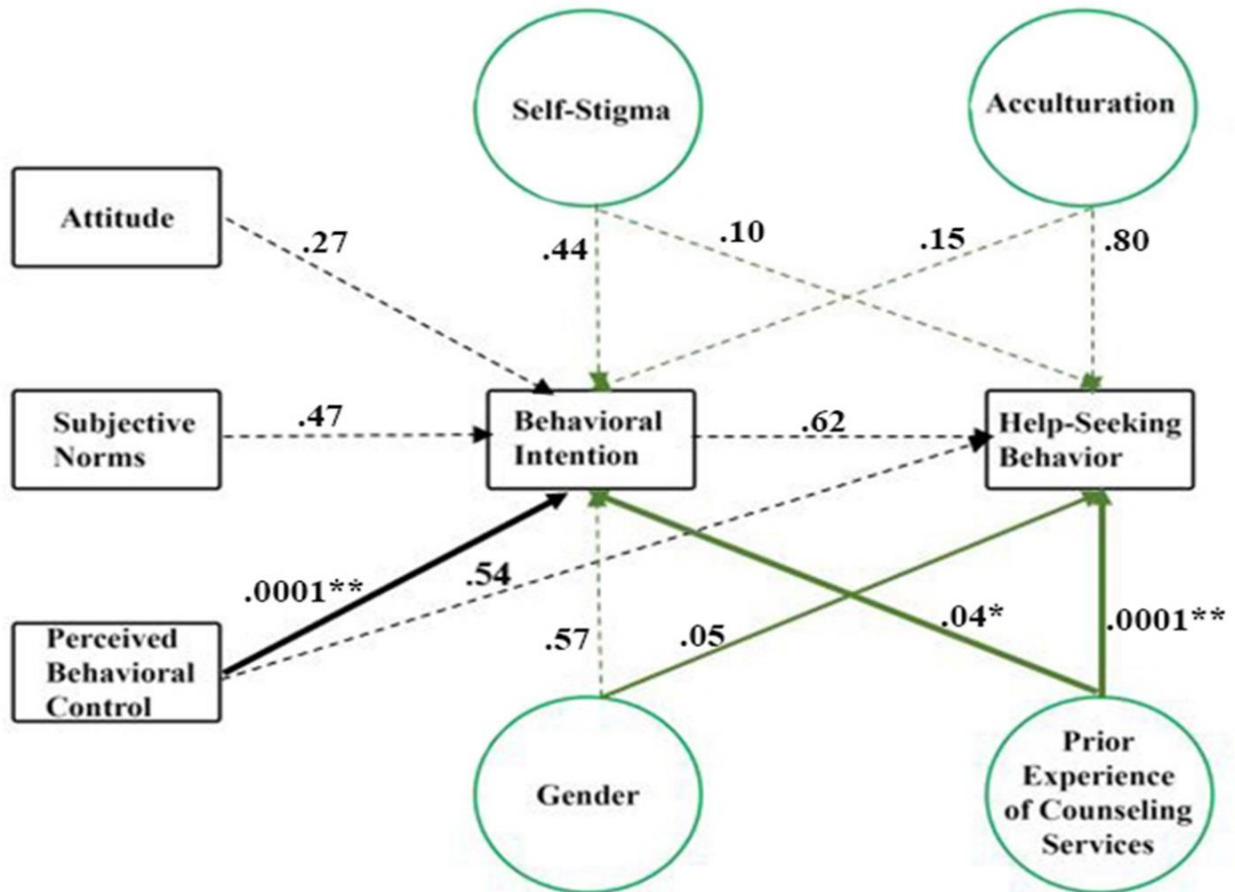 Self-Stigma
Acculturation
Attitude
.27
.44
.10
.15
.80
Subjective
Norms
.47
Behavioral
Intention
.62
Help-Seeking
Behavior
Perceived
Behavioral
Control
.0001**
.54
.57
.05
.04*
.0001**
Gender
Prior
Experience
of Counseling
Services